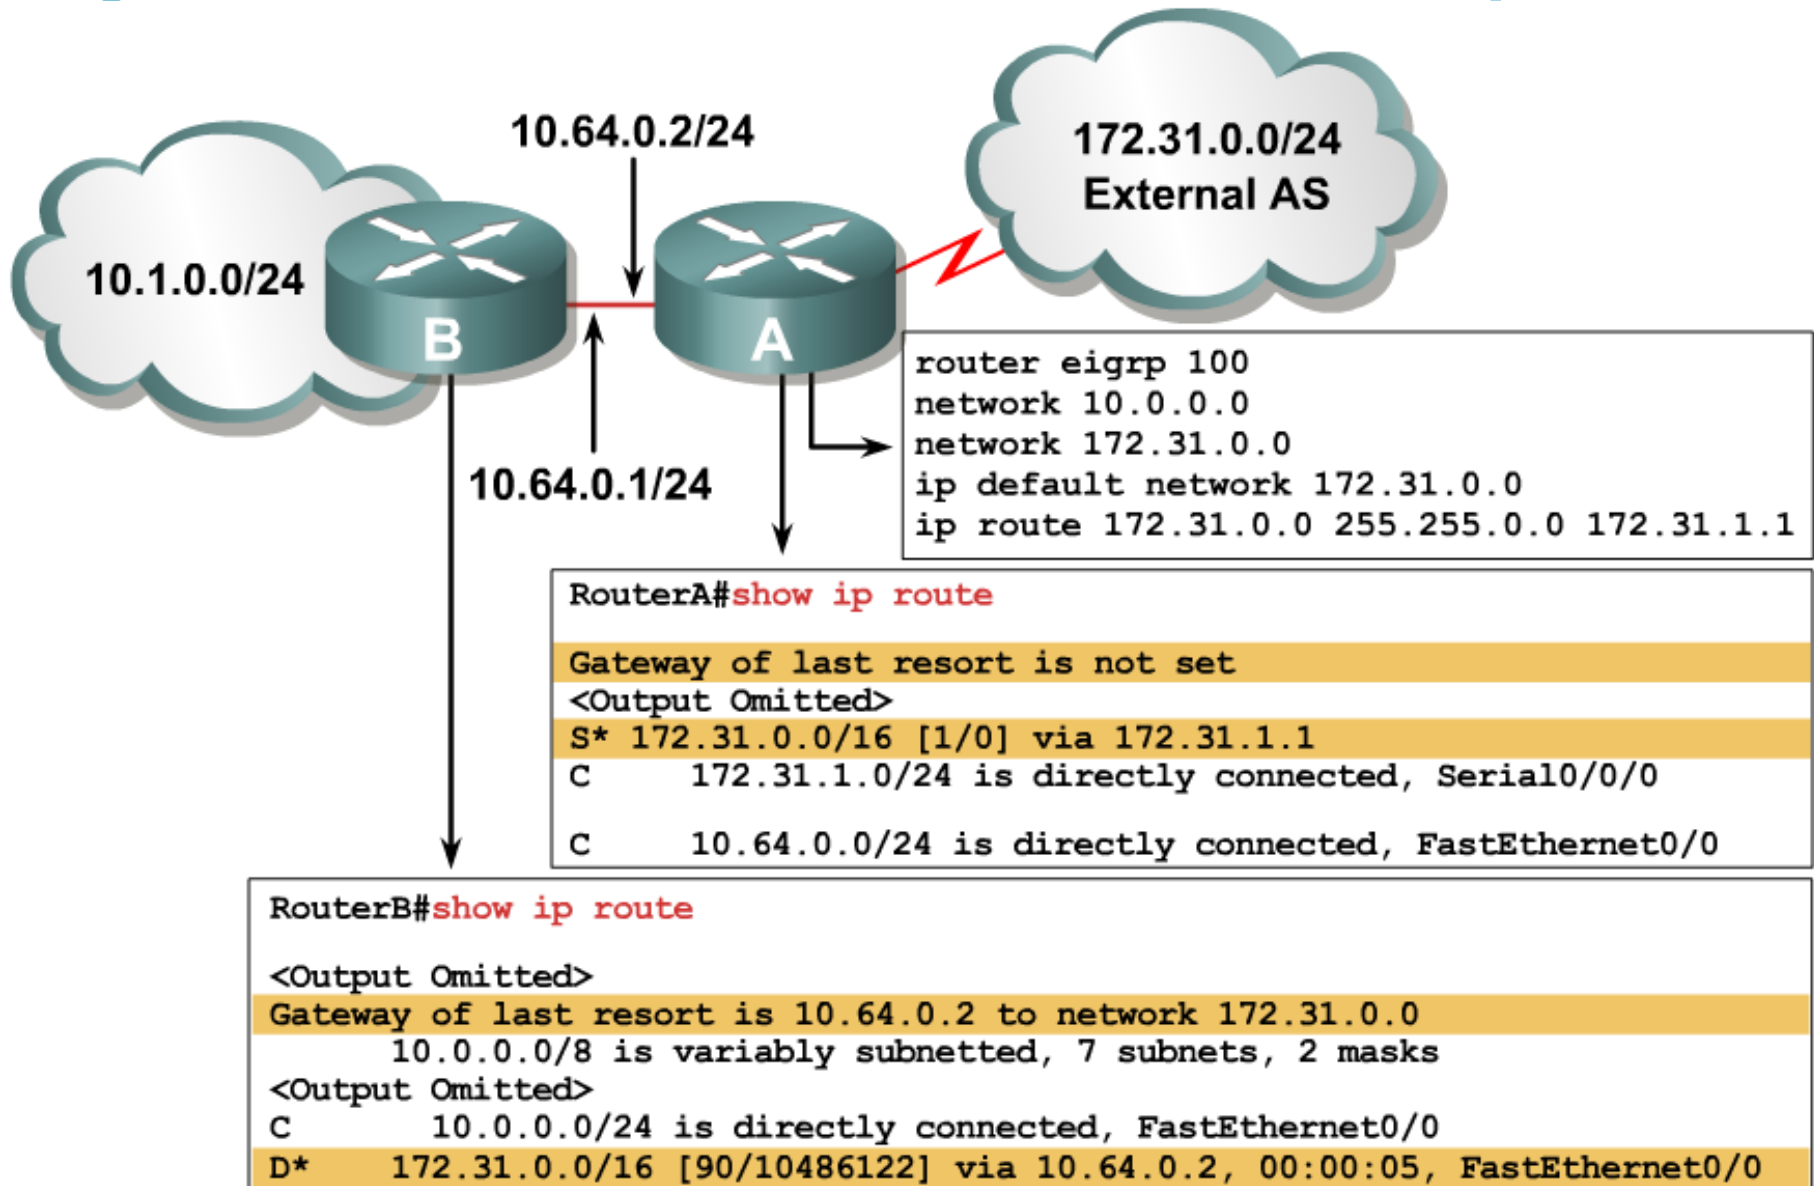 10.64.0.2/24
172.31.0.0/24
External AS
10.1.0.0/24
B
A
10.64.0.1/24
router eigrp 100
network 10.0.0.0
network 172.31.0.0
ip default network 172.31.0.0
ip route 172.31.0.0 255.255.0.0 172.31.1.1
RouterA#show ip route
Gateway of last resort is not set
<Output Omitted>
S* 172.31.0.0/16 [1/0] via 172.31.1.1
C 172.31.1.0/24 is directly connected, Serial0/0/0
C 10.64.0.0/24 is directly connected, FastEthernet0/0
RouterB#show ip route
<Output Omitted>
Gateway of last resort is 10.64.0.2 to network 172.31.0.0
10.0.0.0/8 is variably subnetted, 7 subnets, 2 masks
<Output Omitted>
C 10.0.0.0/24 is directly connected, FastEthernet0/0
D* 172.31.0.0/16 [90/10486122] via 10.64.0.2, 00:00:05, FastEthernet0/0